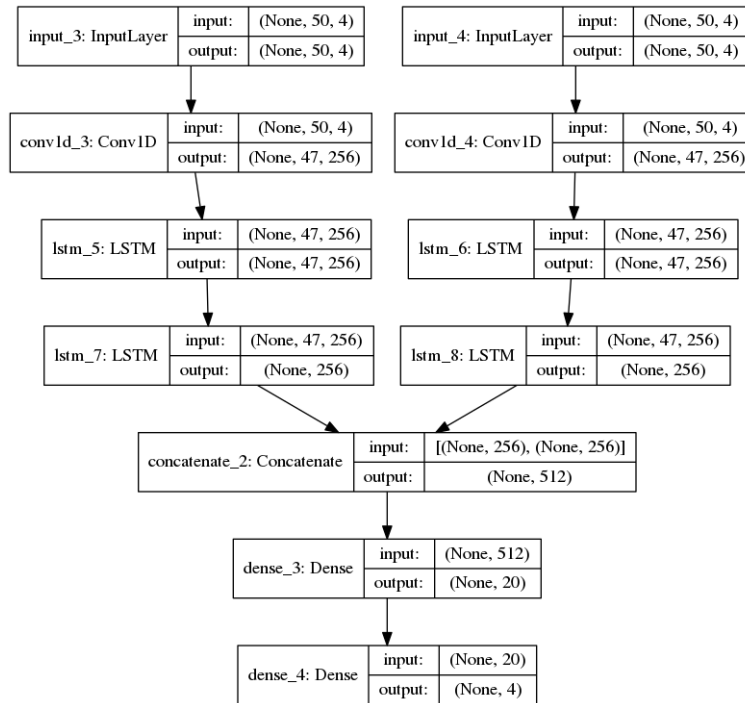 input_3: InputLayer
input: (None, 50, 4)
output: (None, 50, 4)
input_4: InputLayer
input: (None, 50, 4)
output: (None, 50, 4)
conv1d_3: Conv1D
input: (None, 50, 4)
output: (None, 47, 256)
conv1d_4: Conv1D
input: (None, 50, 4)
output: (None, 47, 256)
lstm_5: LSTM
input: (None, 47, 256)
output: (None, 47, 256)
lstm_6: LSTM
input: (None, 47, 256)
output: (None, 47, 256)
lstm_7: LSTM
input: (None, 47, 256)
output: (None, 256)
lstm_8: LSTM
input: (None, 47, 256)
output: (None, 256)
concatenate_2: Concatenate
input: [(None, 256), (None, 256)]
output: (None, 512)
dense_3: Dense
input: (None, 512)
output: (None, 20)
dense_4: Dense
input: (None, 20)
output: (None, 4)